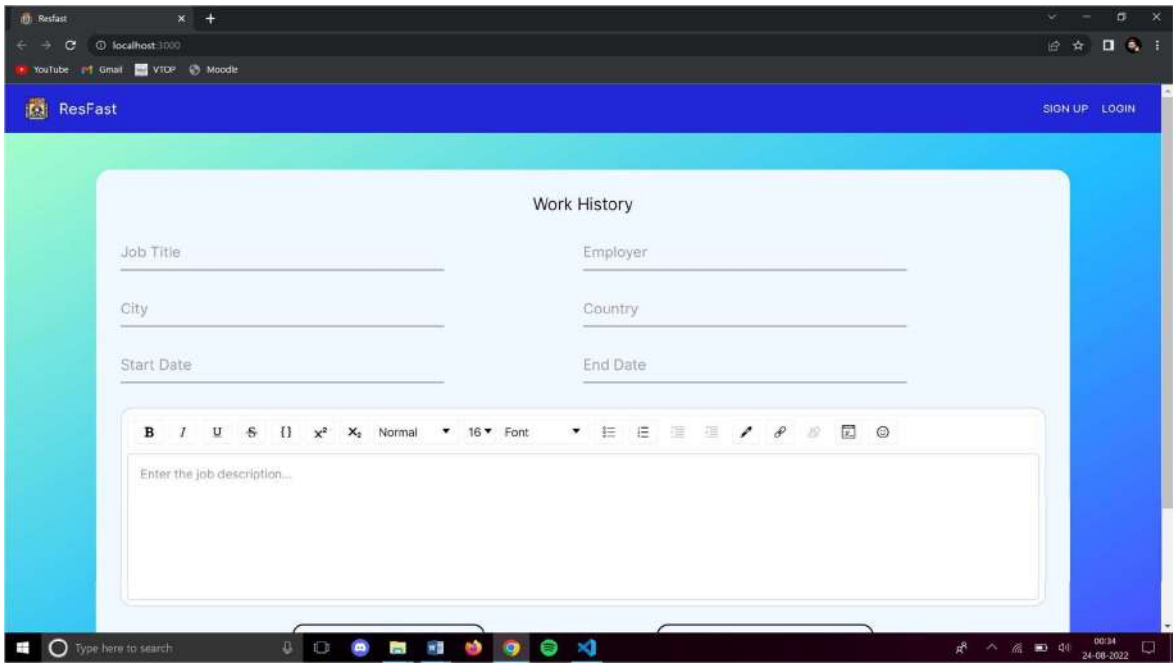 Resfast
localhost:3000
YouTube Gmail VTOP Moodle
ResFast SIGN UP LOGIN
Work History
Job Title Employer
City Country
Start Date End Date
B I U S {} x² X₂ Normal 16 Font
Enter the job description...
Type here to search
00:34
24-08-2022